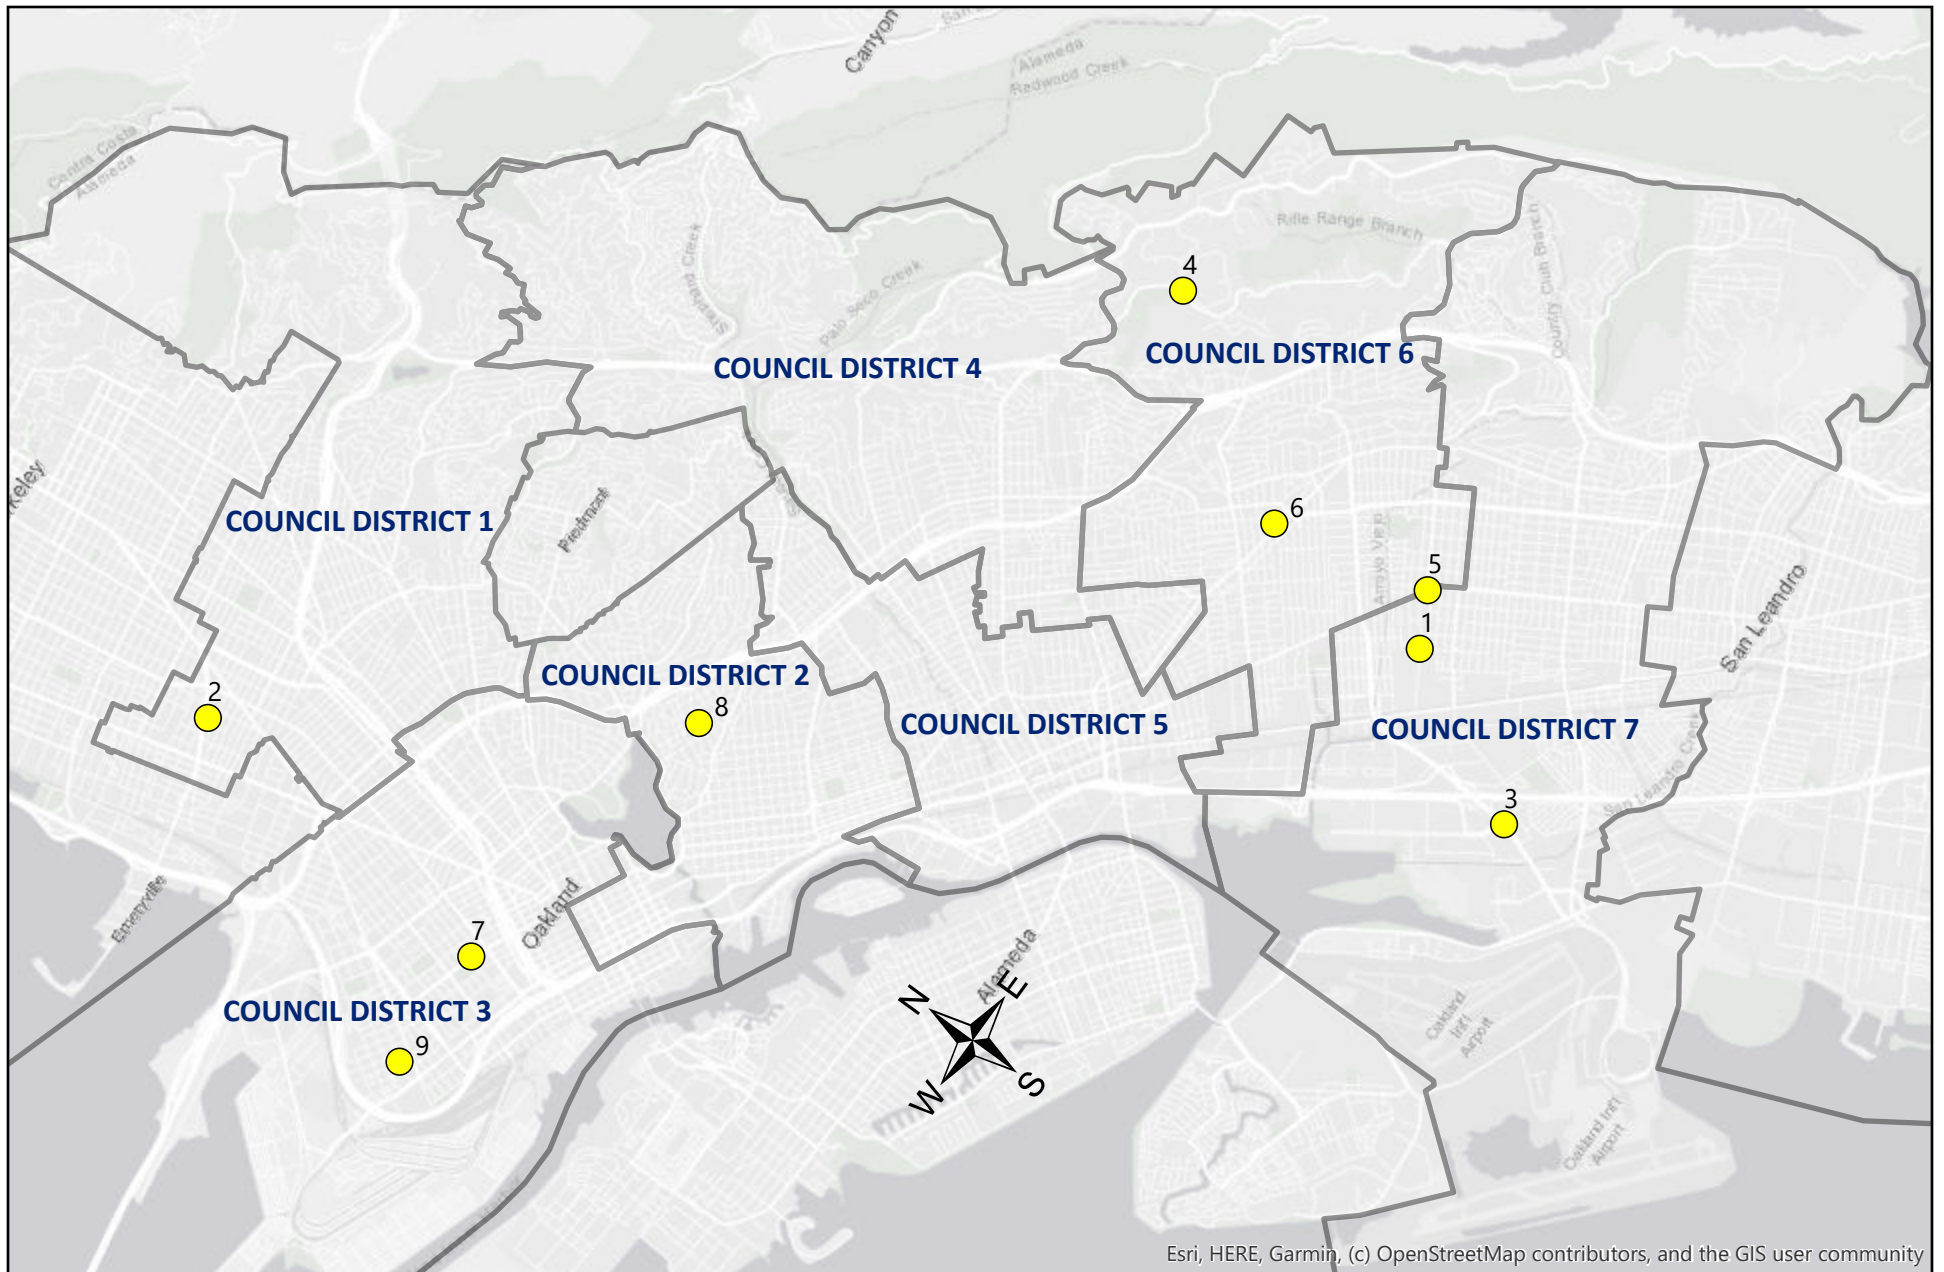 Canyon
Alameda
Redwood Creek
Contra Costa
Alameda
Rifle Range Branch
Country Club Branch
Shephard Creek
Palo Seco Creek
4
COUNCIL DISTRICT 6
COUNCIL DISTRICT 4
COUNCIL DISTRICT 1
Piedmont
6
Arroyo Viejo
5
1
San Leandro
2
COUNCIL DISTRICT 2
8
COUNCIL DISTRICT 5
COUNCIL DISTRICT 7
San Leandro Creek
3
Emeryville
Oakland
7
COUNCIL DISTRICT 3
9
Alameda
N
E
W
S
Oakland
Int'l
Airport
Oakland Int'l
Airport
Esri, HERE, Garmin, (c) OpenStreetMap contributors, and the GIS user community